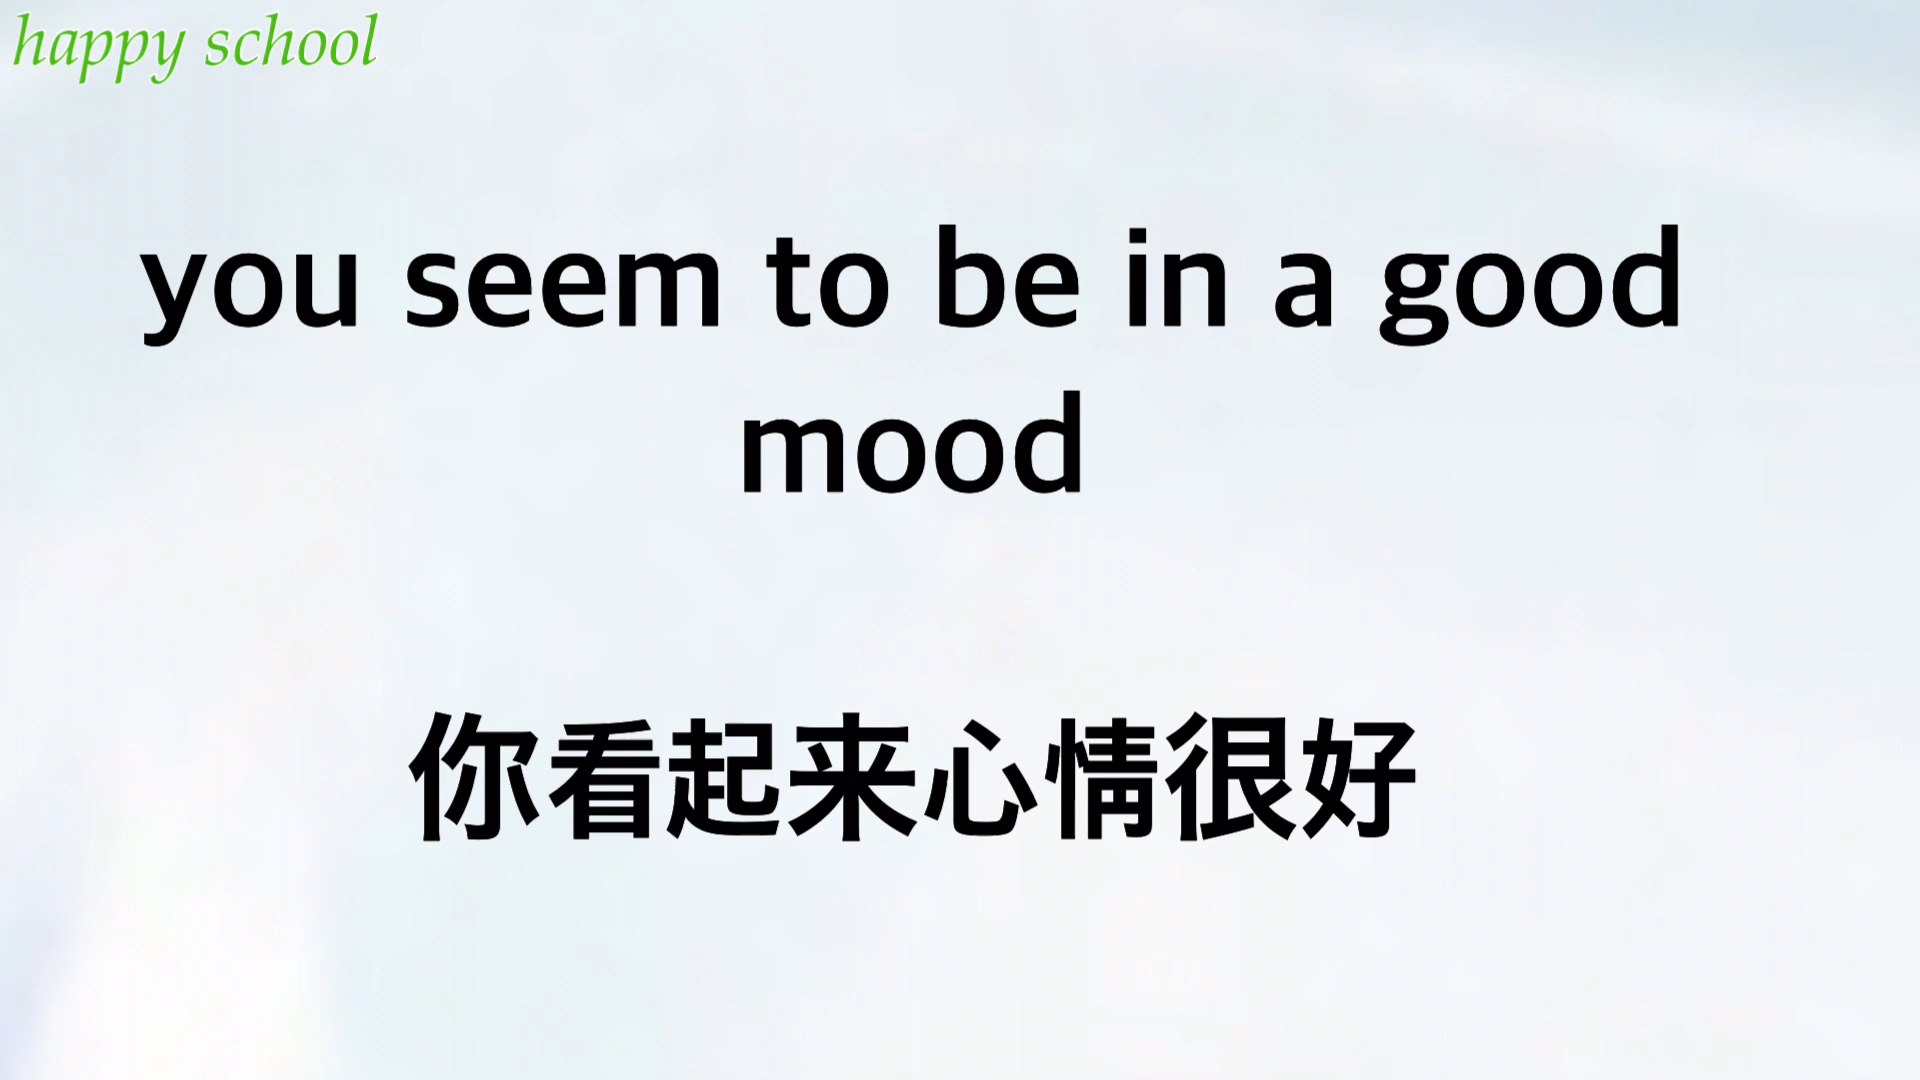 happy school
you seem to be in a good
mood
你看起来心情很好